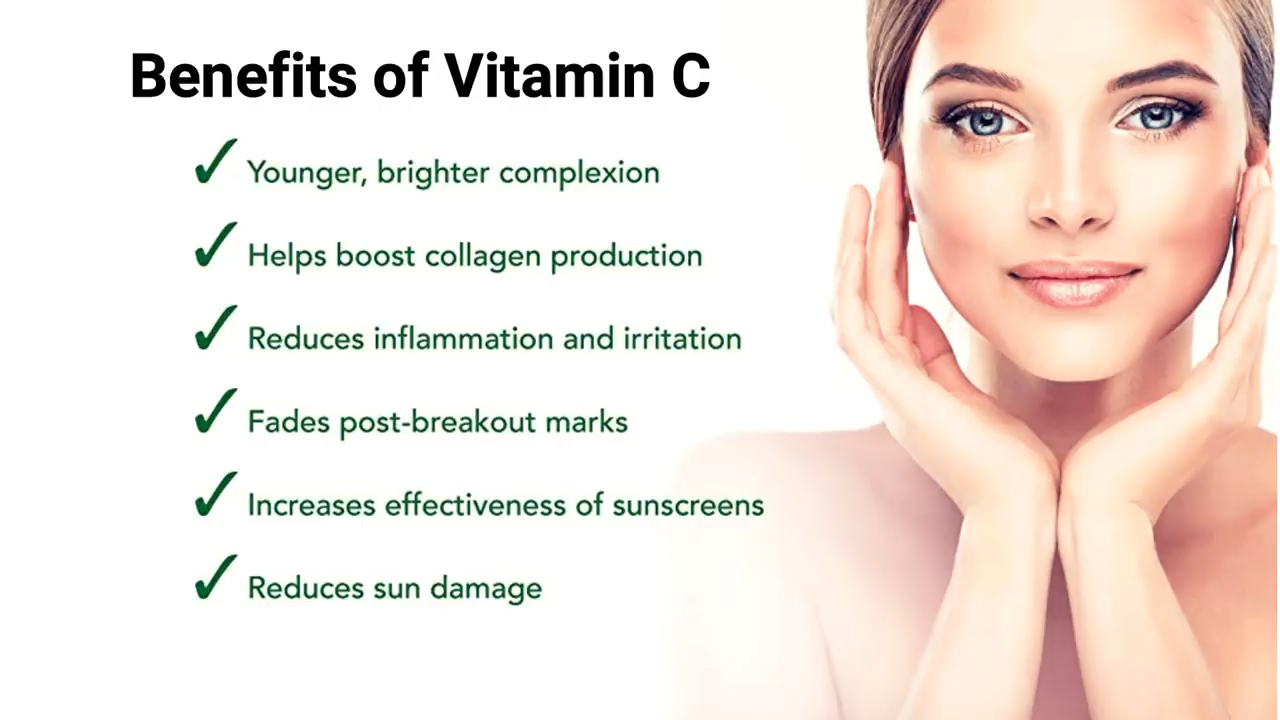 Benefits of Vitamin C
Younger, brighter complexion
Helps boost collagen production
Reduces inflammation and irritation
Fades post-breakout marks
Increases effectiveness of sunscreens
Reduces sun damage